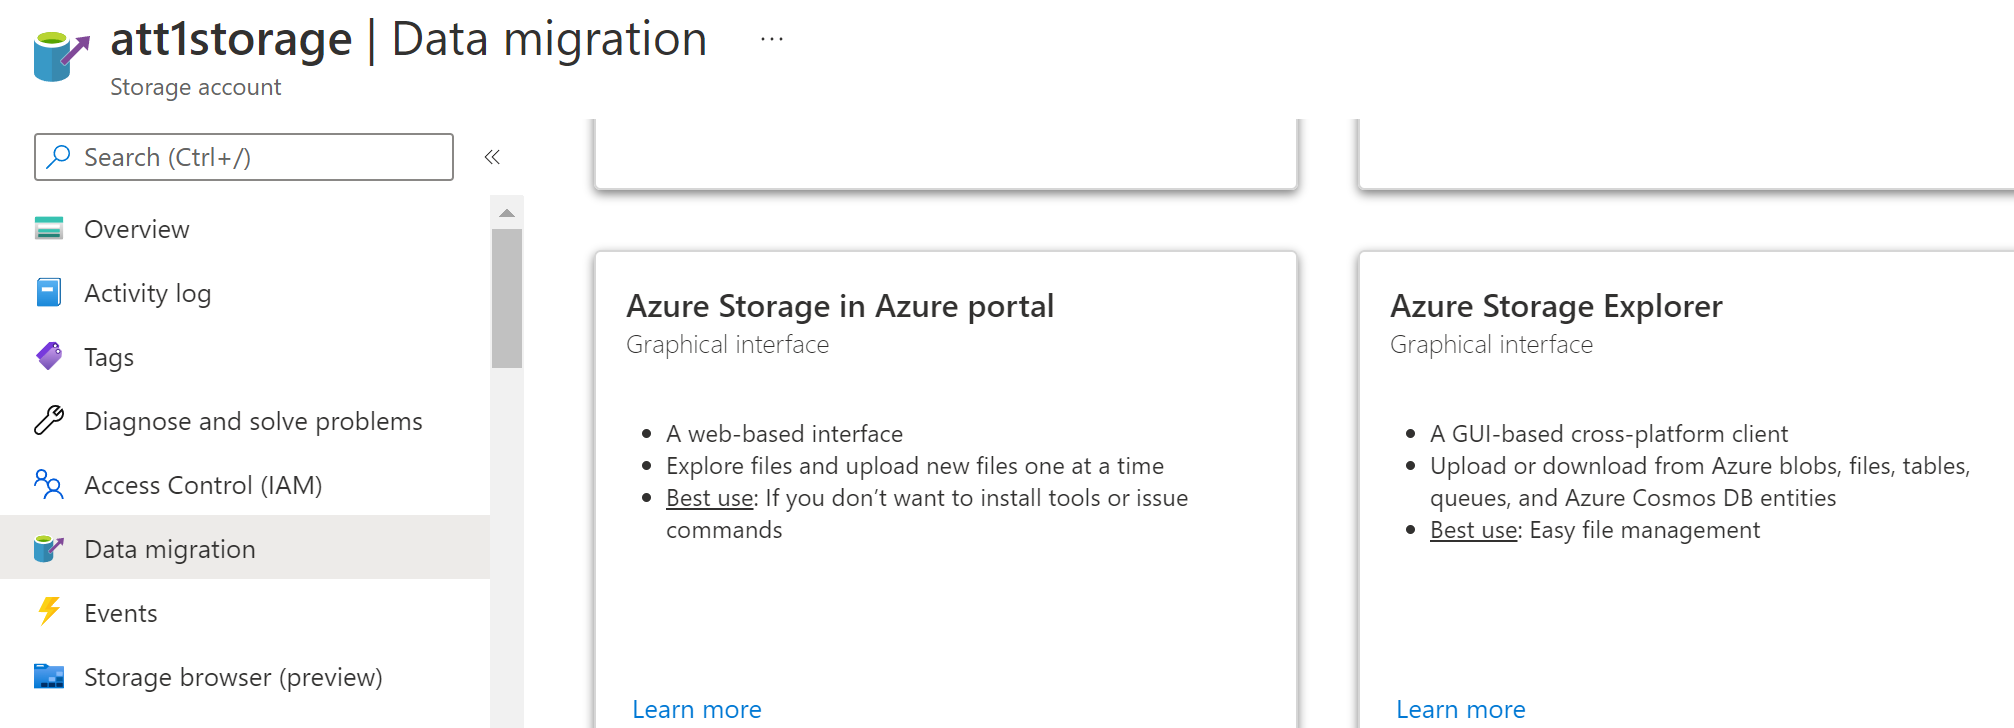 att1storage | Data migration ...
Storage account
Search (Ctrl+/)
«
Overview
Activity log
Tags
Diagnose and solve problems
Access Control (IAM)
Data migration
Events
Storage browser (preview)
Azure Storage in Azure portal
Graphical interface
• A web-based interface
• Explore files and upload new files one at a time
• Best use: If you don’t want to install tools or issue
commands
Learn more
Azure Storage Explorer
Graphical interface
• A GUI-based cross-platform client
• Upload or download from Azure blobs, files, tables,
queues, and Azure Cosmos DB entities
• Best use: Easy file management
Learn more